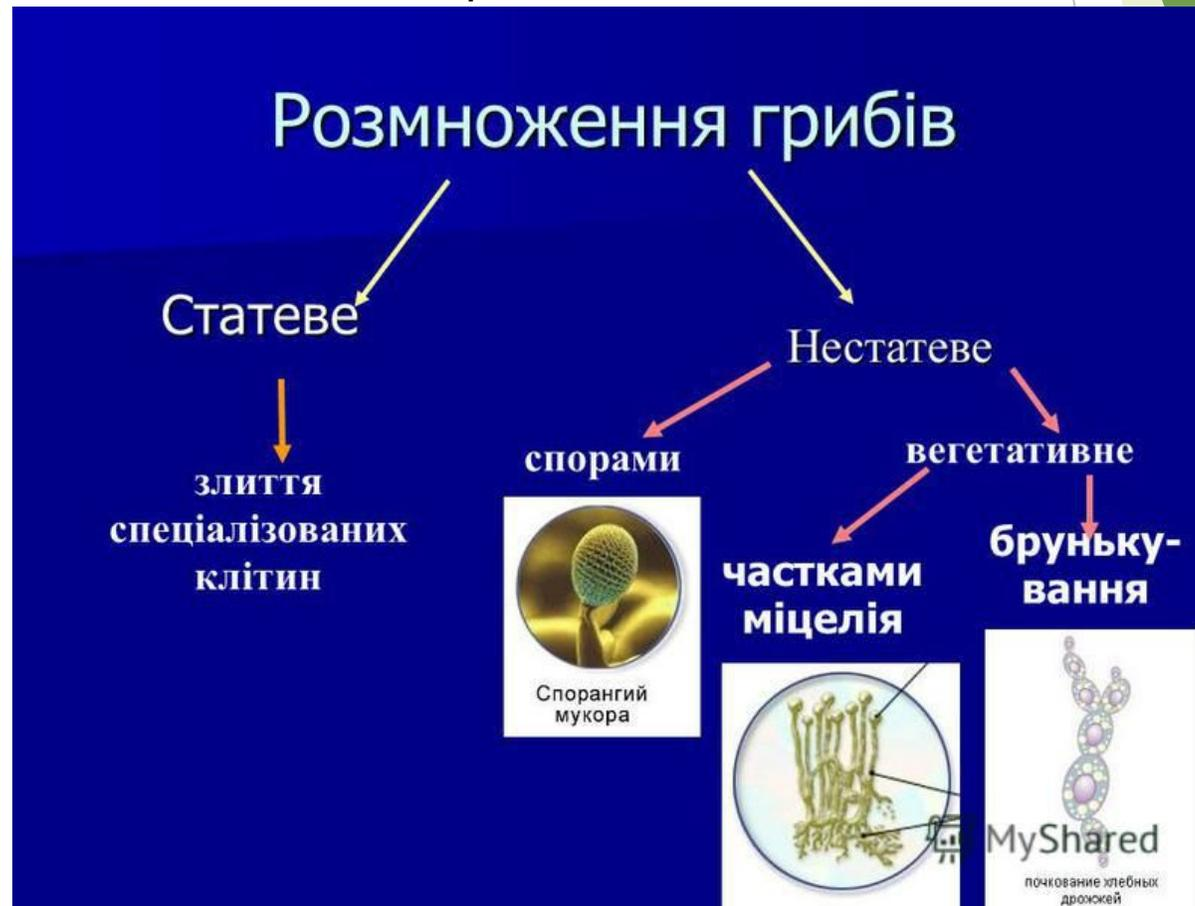 Розмноження грибів
Статеве
Нестатеве
злиття
спеціалізованих
клітин
спорами
вегетативне
частками
міцелія
бруньку-
вання
Спорангий
мукора
MyShared
почкование хлебных
дрожжей